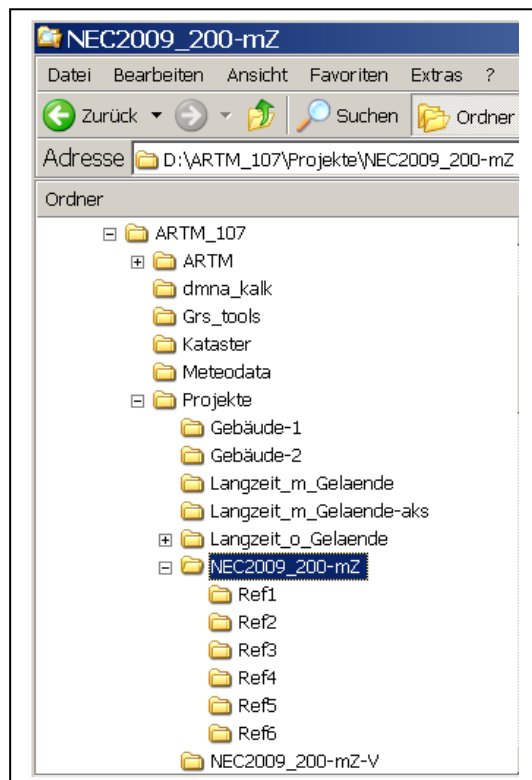 NEC2009_200-mZ
Datei Bearbeiten Ansicht Favoriten Extras ?
Zurück Suchen Ordner
Adresse D:\ARTM_107\Projekte\NEC2009_200-mZ
Ordner
ARTM_107
ARTM
dmna_kalk
Grs_tools
Kataster
Meteodata
Projekte
Gebäude-1
Gebäude-2
Langzeit_m_Gelaende
Langzeit_m_Gelaende-aks
Langzeit_o_Gelaende
NEC2009_200-mZ
Ref1
Ref2
Ref3
Ref4
Ref5
Ref6
NEC2009_200-mZ-V